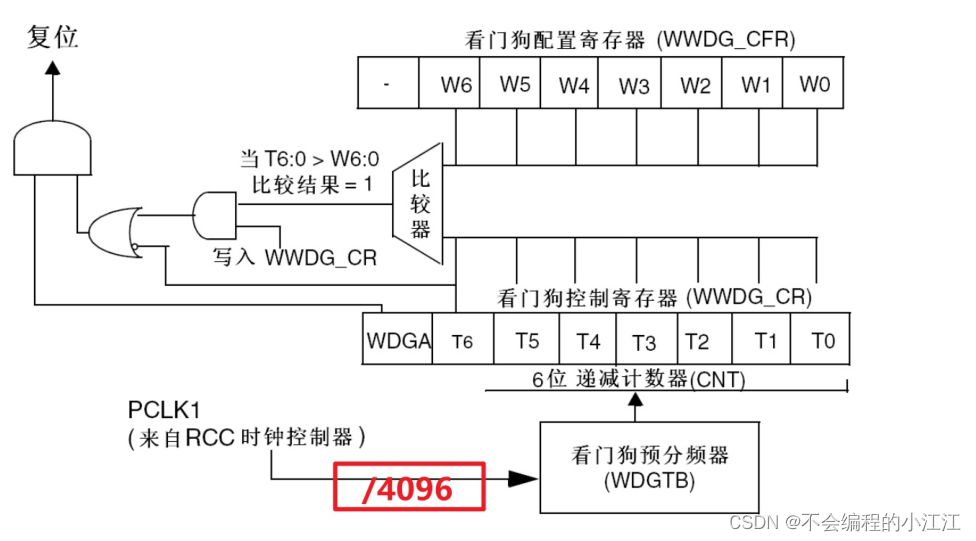 复位
看门狗配置寄存器 (WWDG_CFR)
- W6 W5 W4 W3 W2 W1 W0
当 T6:0 > W6:0
比较结果 = 1
比较器
写入 WWDG_CR
看门狗控制寄存器 (WWDG_CR)
WDGA T6 T5 T4 T3 T2 T1 T0
6位 递减计数器(CNT)
PCLK1
(来自RCC 时钟控制器)
看门狗预分频器
(WDGTB)
/4096
CSDN @不会编程的小江江